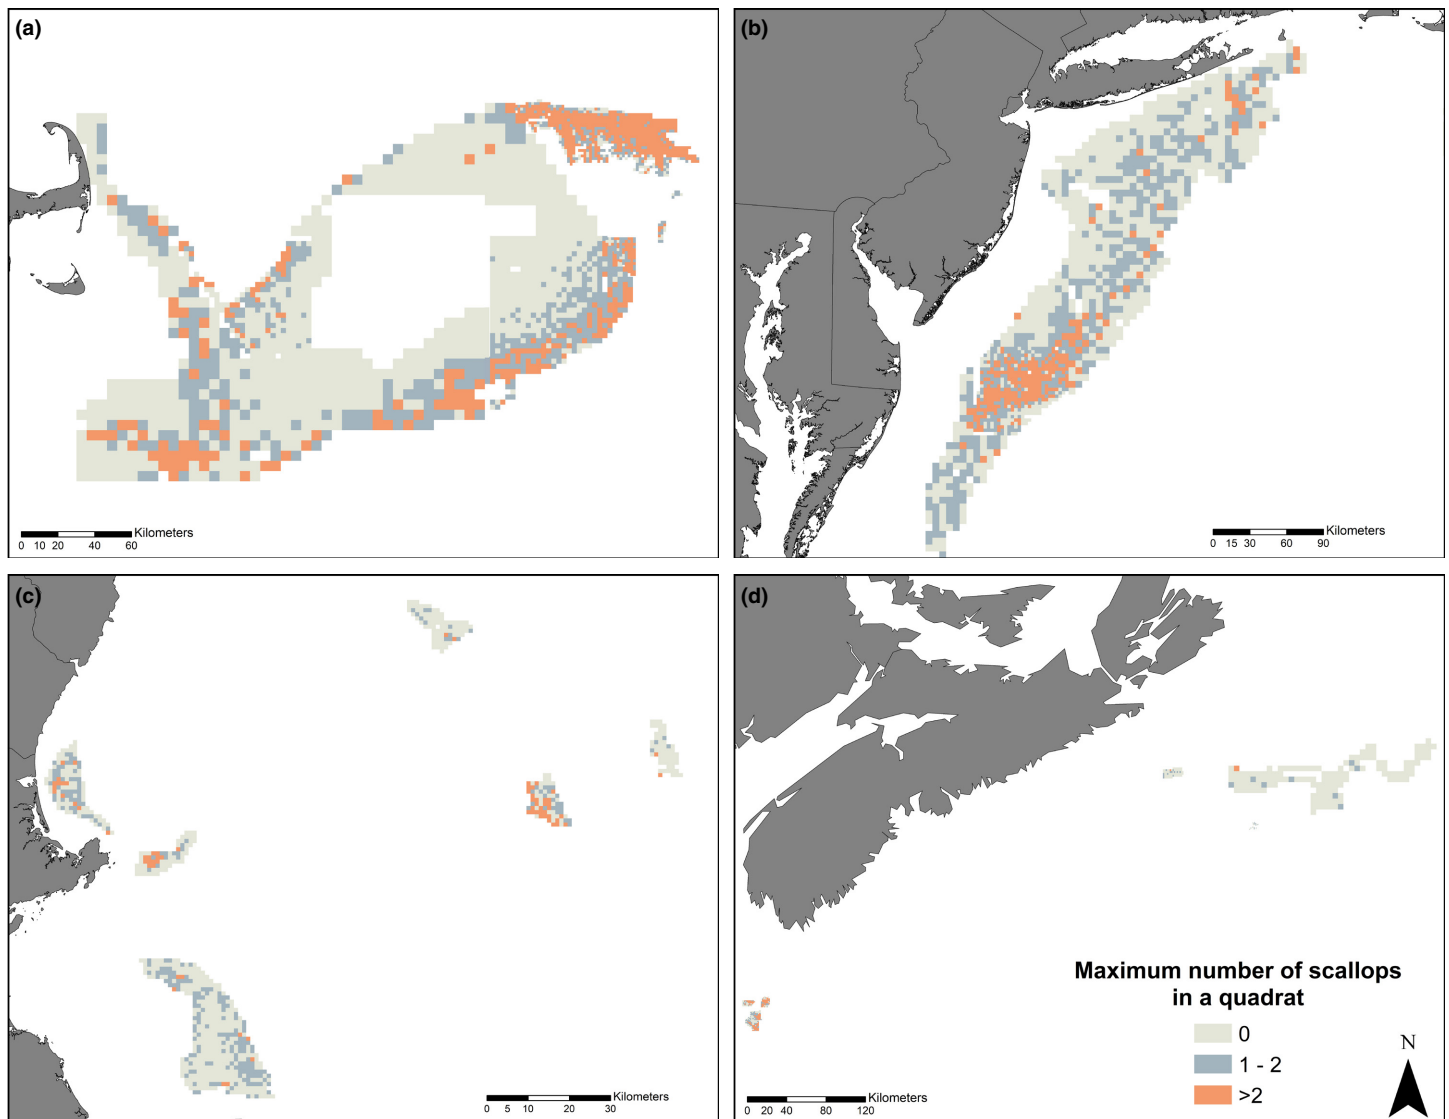 (a)
Kilometers
0 10 20 40 60
(b)
Kilometers
0 15 30 60 90
(c)
Kilometers
0 5 10 20 30
(d)
Maximum number of scallops
in a quadrat
0
1 - 2
>2
N
Kilometers
0 20 40 80 120